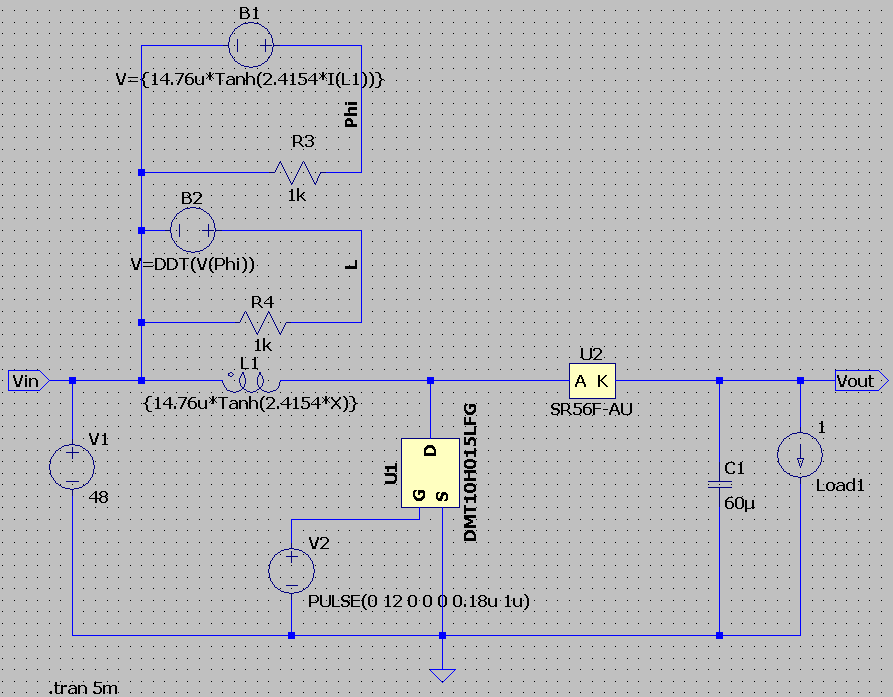 B1
V={14.76u*Tanh(2.4154*I(L1))}
Phi
R3
1k
B2
V=DDT(V(Phi))
L
R4
1k
L1
{14.76u*Tanh(2.4154*X)}
Vin
U2
A K
SR56F-AU
Vout
V1
48
U1
D
G
S
DMT10H015LFG
C1
60µ
1
Load1
V2
PULSE(0 12 0 0 0 0.18u 1u)
.tran 5m